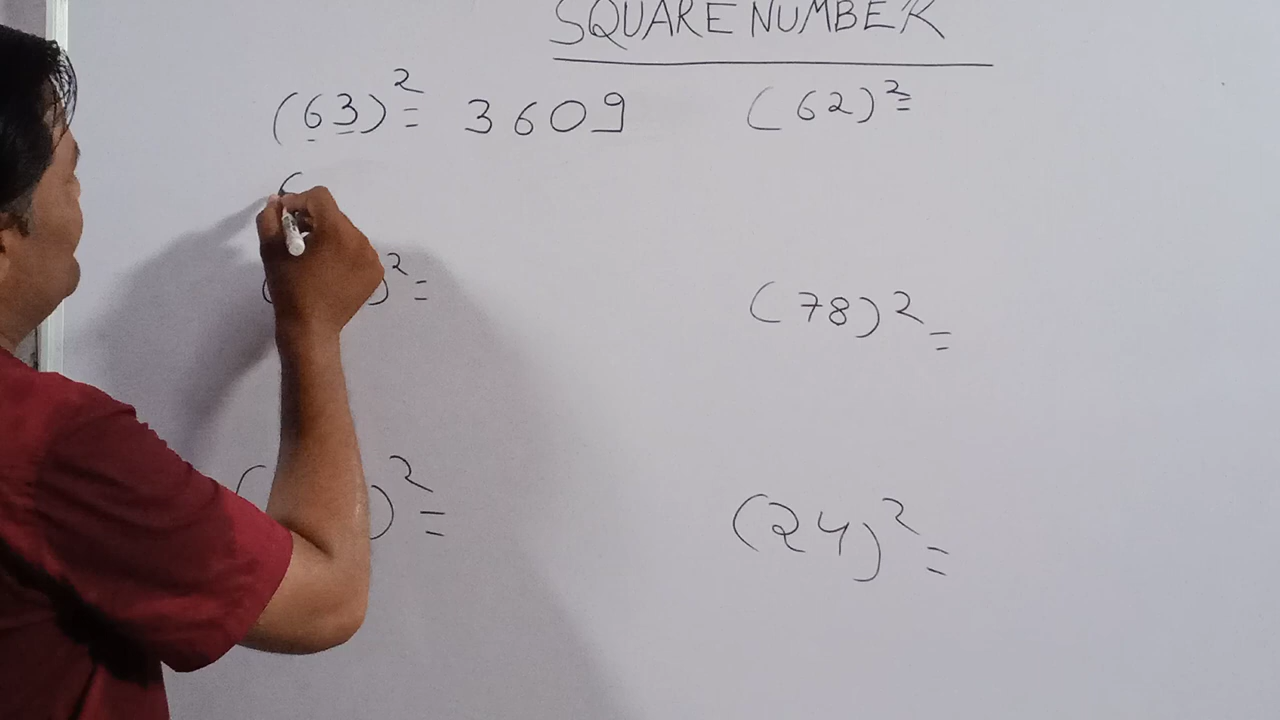 SQUARE NUMBER
(63)² = 3609
(62)² =
(
)² =
(78)² =
( )² =
(24)² =